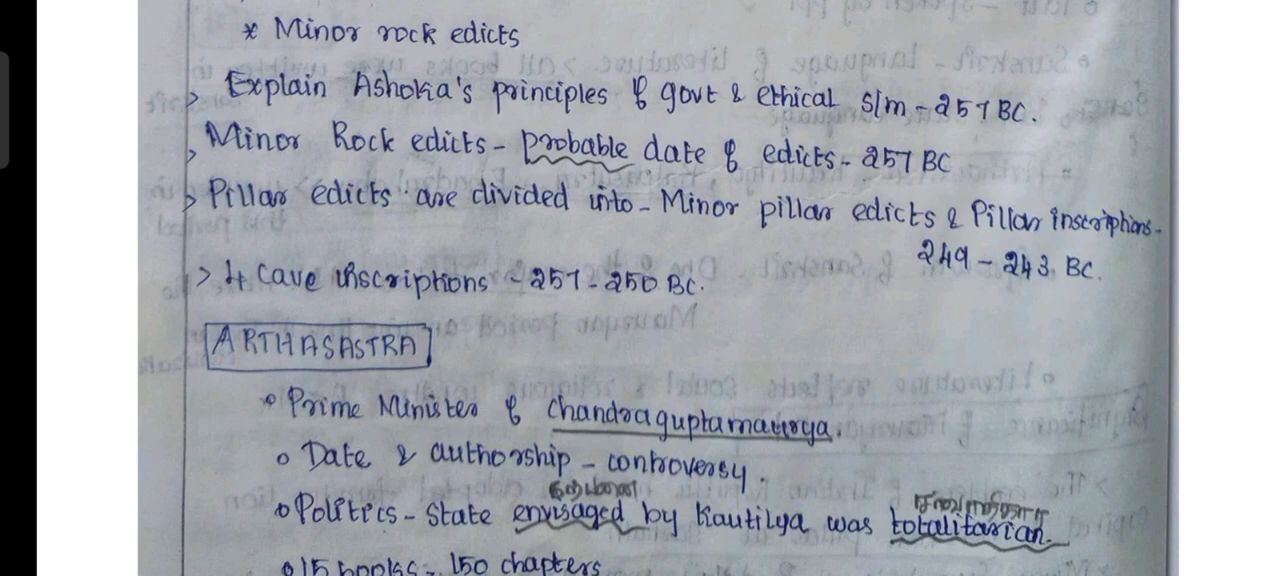 * Minor rock edicts
> Explain Ashoka's principles of govt & ethical s/m - 257 BC.
> Minor Rock edicts - probable date of edicts - 257 BC
> Pillar edicts are divided into - Minor pillar edicts & Pillar inscriptions -
249 - 243 BC.
> It cave inscriptions - 257 - 250 BC.
ARTHASASTRA
o Prime Minister of Chandraguptamaurya.
o Date & authorship - controversy.
o Politics - State envisaged by Kautilya was totalitarian.
o 15 books - 150 chapters